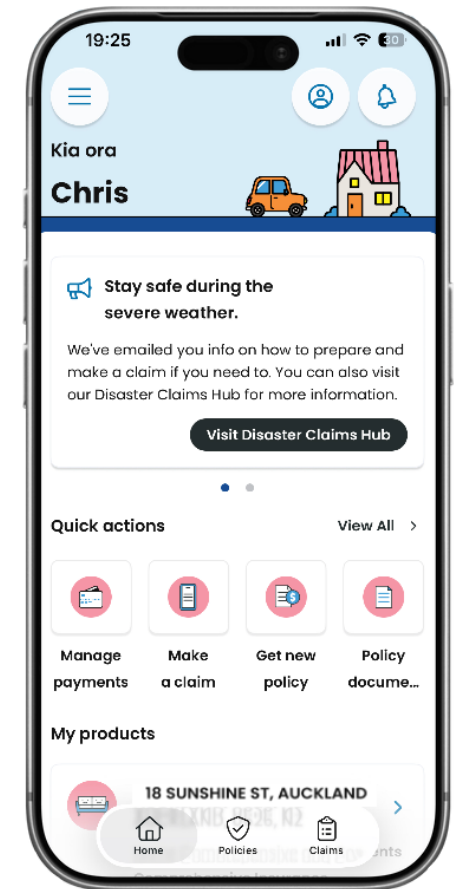 19:25
30
Kia ora
Chris
Stay safe during the
severe weather.
We've emailed you info on how to prepare and
make a claim if you need to. You can also visit
our Disaster Claims Hub for more information.
Visit Disaster Claims Hub
Quick actions
View All
Manage
payments
Make
a claim
Get new
policy
Policy
docume...
My products
18 SUNSHINE ST, AUCKLAND
Home
Policies
Claims